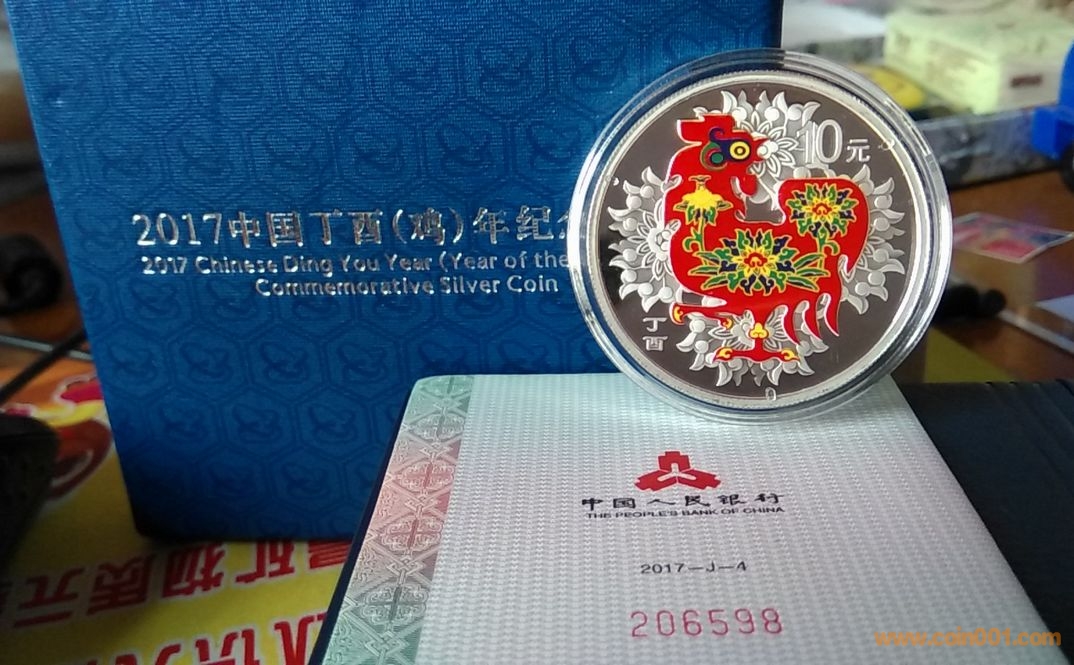 2017中国丁酉(鸡)年纪
2017 Chinese Ding You Year (Year of the
Commemorative Silver Coin
10元
丁
酉
中国人民银行
THE PEOPLE'S BANK OF CHINA
2017-J-4
206598
www.coin001.com